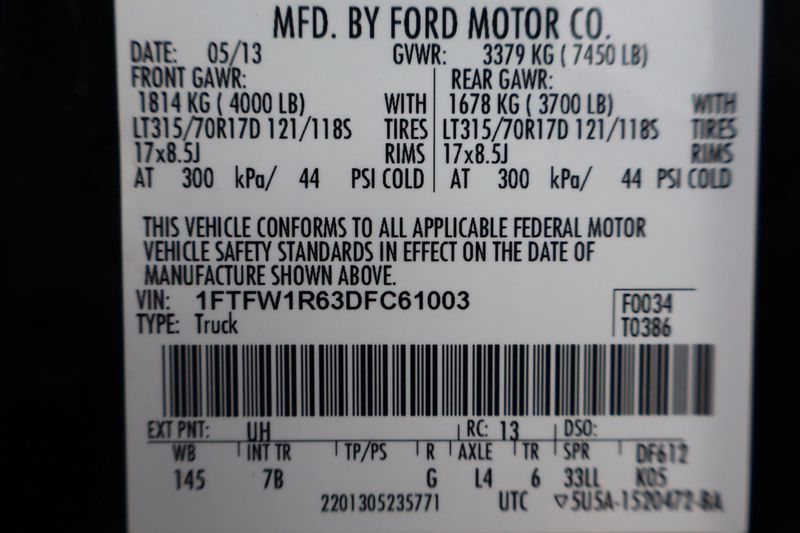 MFD. BY FORD MOTOR CO.
DATE: 05/13 GVWR: 3379 KG ( 7450 LB)
FRONT GAWR: REAR GAWR:
1814 KG ( 4000 LB) WITH 1678 KG ( 3700 LB) WITH
LT315/70R17D 121/118S TIRES LT315/70R17D 121/118S TIRES
17x8.5J RIMS 17x8.5J RIMS
AT 300 kPa/ 44 PSI COLD AT 300 kPa/ 44 PSI COLD
THIS VEHICLE CONFORMS TO ALL APPLICABLE FEDERAL MOTOR
VEHICLE SAFETY STANDARDS IN EFFECT ON THE DATE OF
MANUFACTURE SHOWN ABOVE.
VIN: 1FTFW1R63DFC61003 F0034
TYPE: Truck T0386
EXT PNT: UH RC: 13 DSO:
WB INT TR TP/PS R AXLE TR SPR DF612
145 7B G L4 6 33LL K05
2201305235771 UTC ▽5U5A-1520472-BA